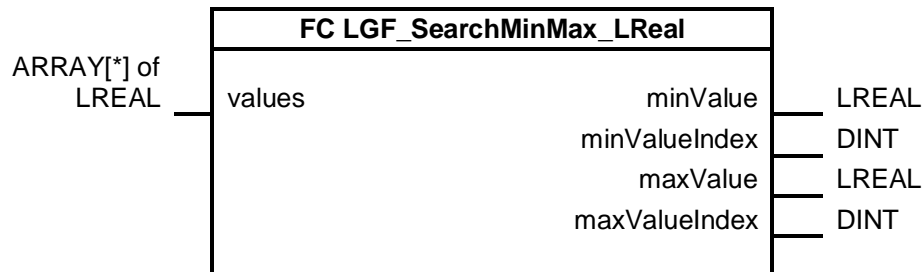 FC LGF_SearchMinMax_LReal
ARRAY[*] of
LREAL values minValue LREAL
minValueIndex DINT
maxValue LREAL
maxValueIndex DINT